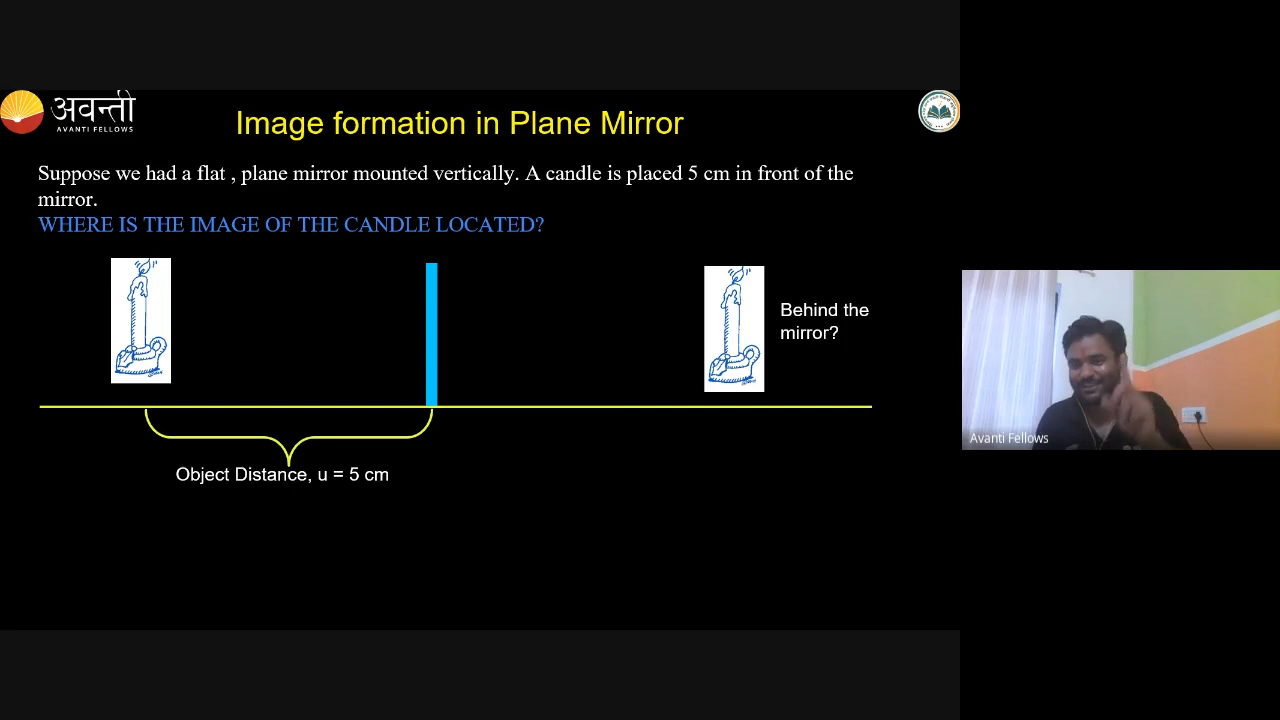 अवन्ती
AVANTI FELLOWS
Image formation in Plane Mirror
Suppose we had a flat , plane mirror mounted vertically. A candle is placed 5 cm in front of the
mirror.
WHERE IS THE IMAGE OF THE CANDLE LOCATED?
Behind the
mirror?
Object Distance, u = 5 cm
Avanti Fellows